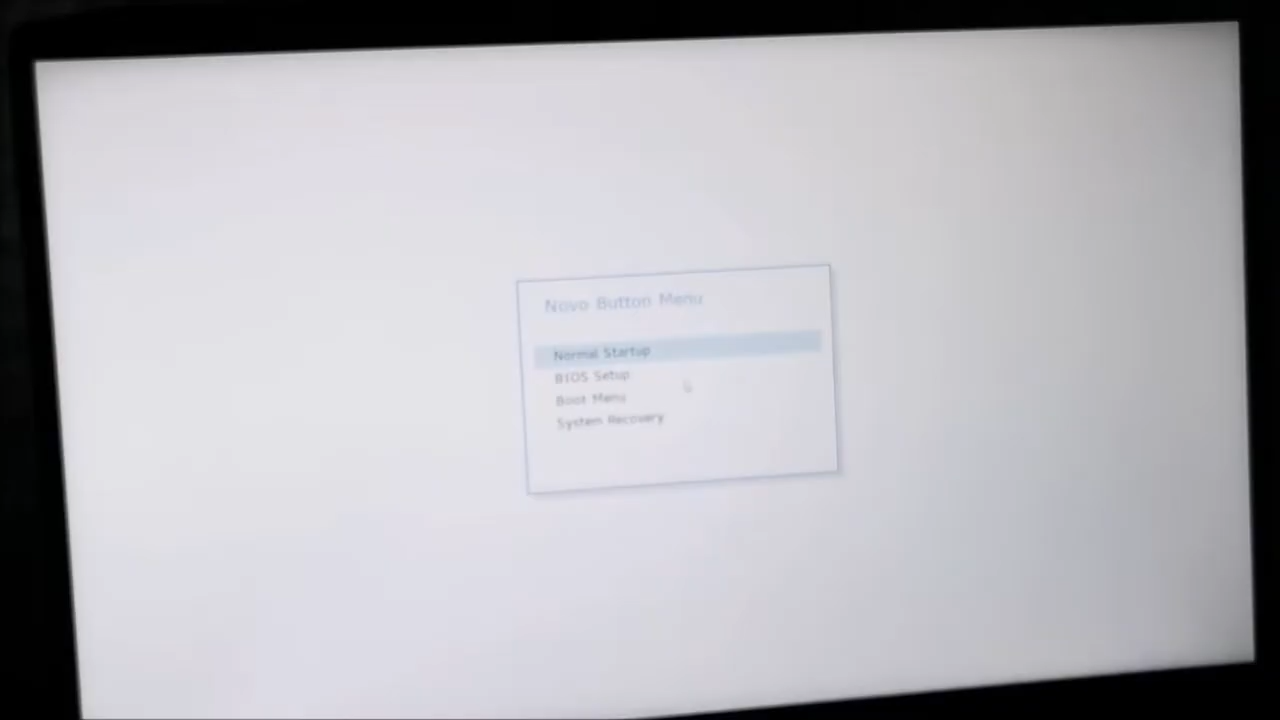 Novo Button Menu
Normal Startup
BIOS Setup
Boot Menu
System Recovery